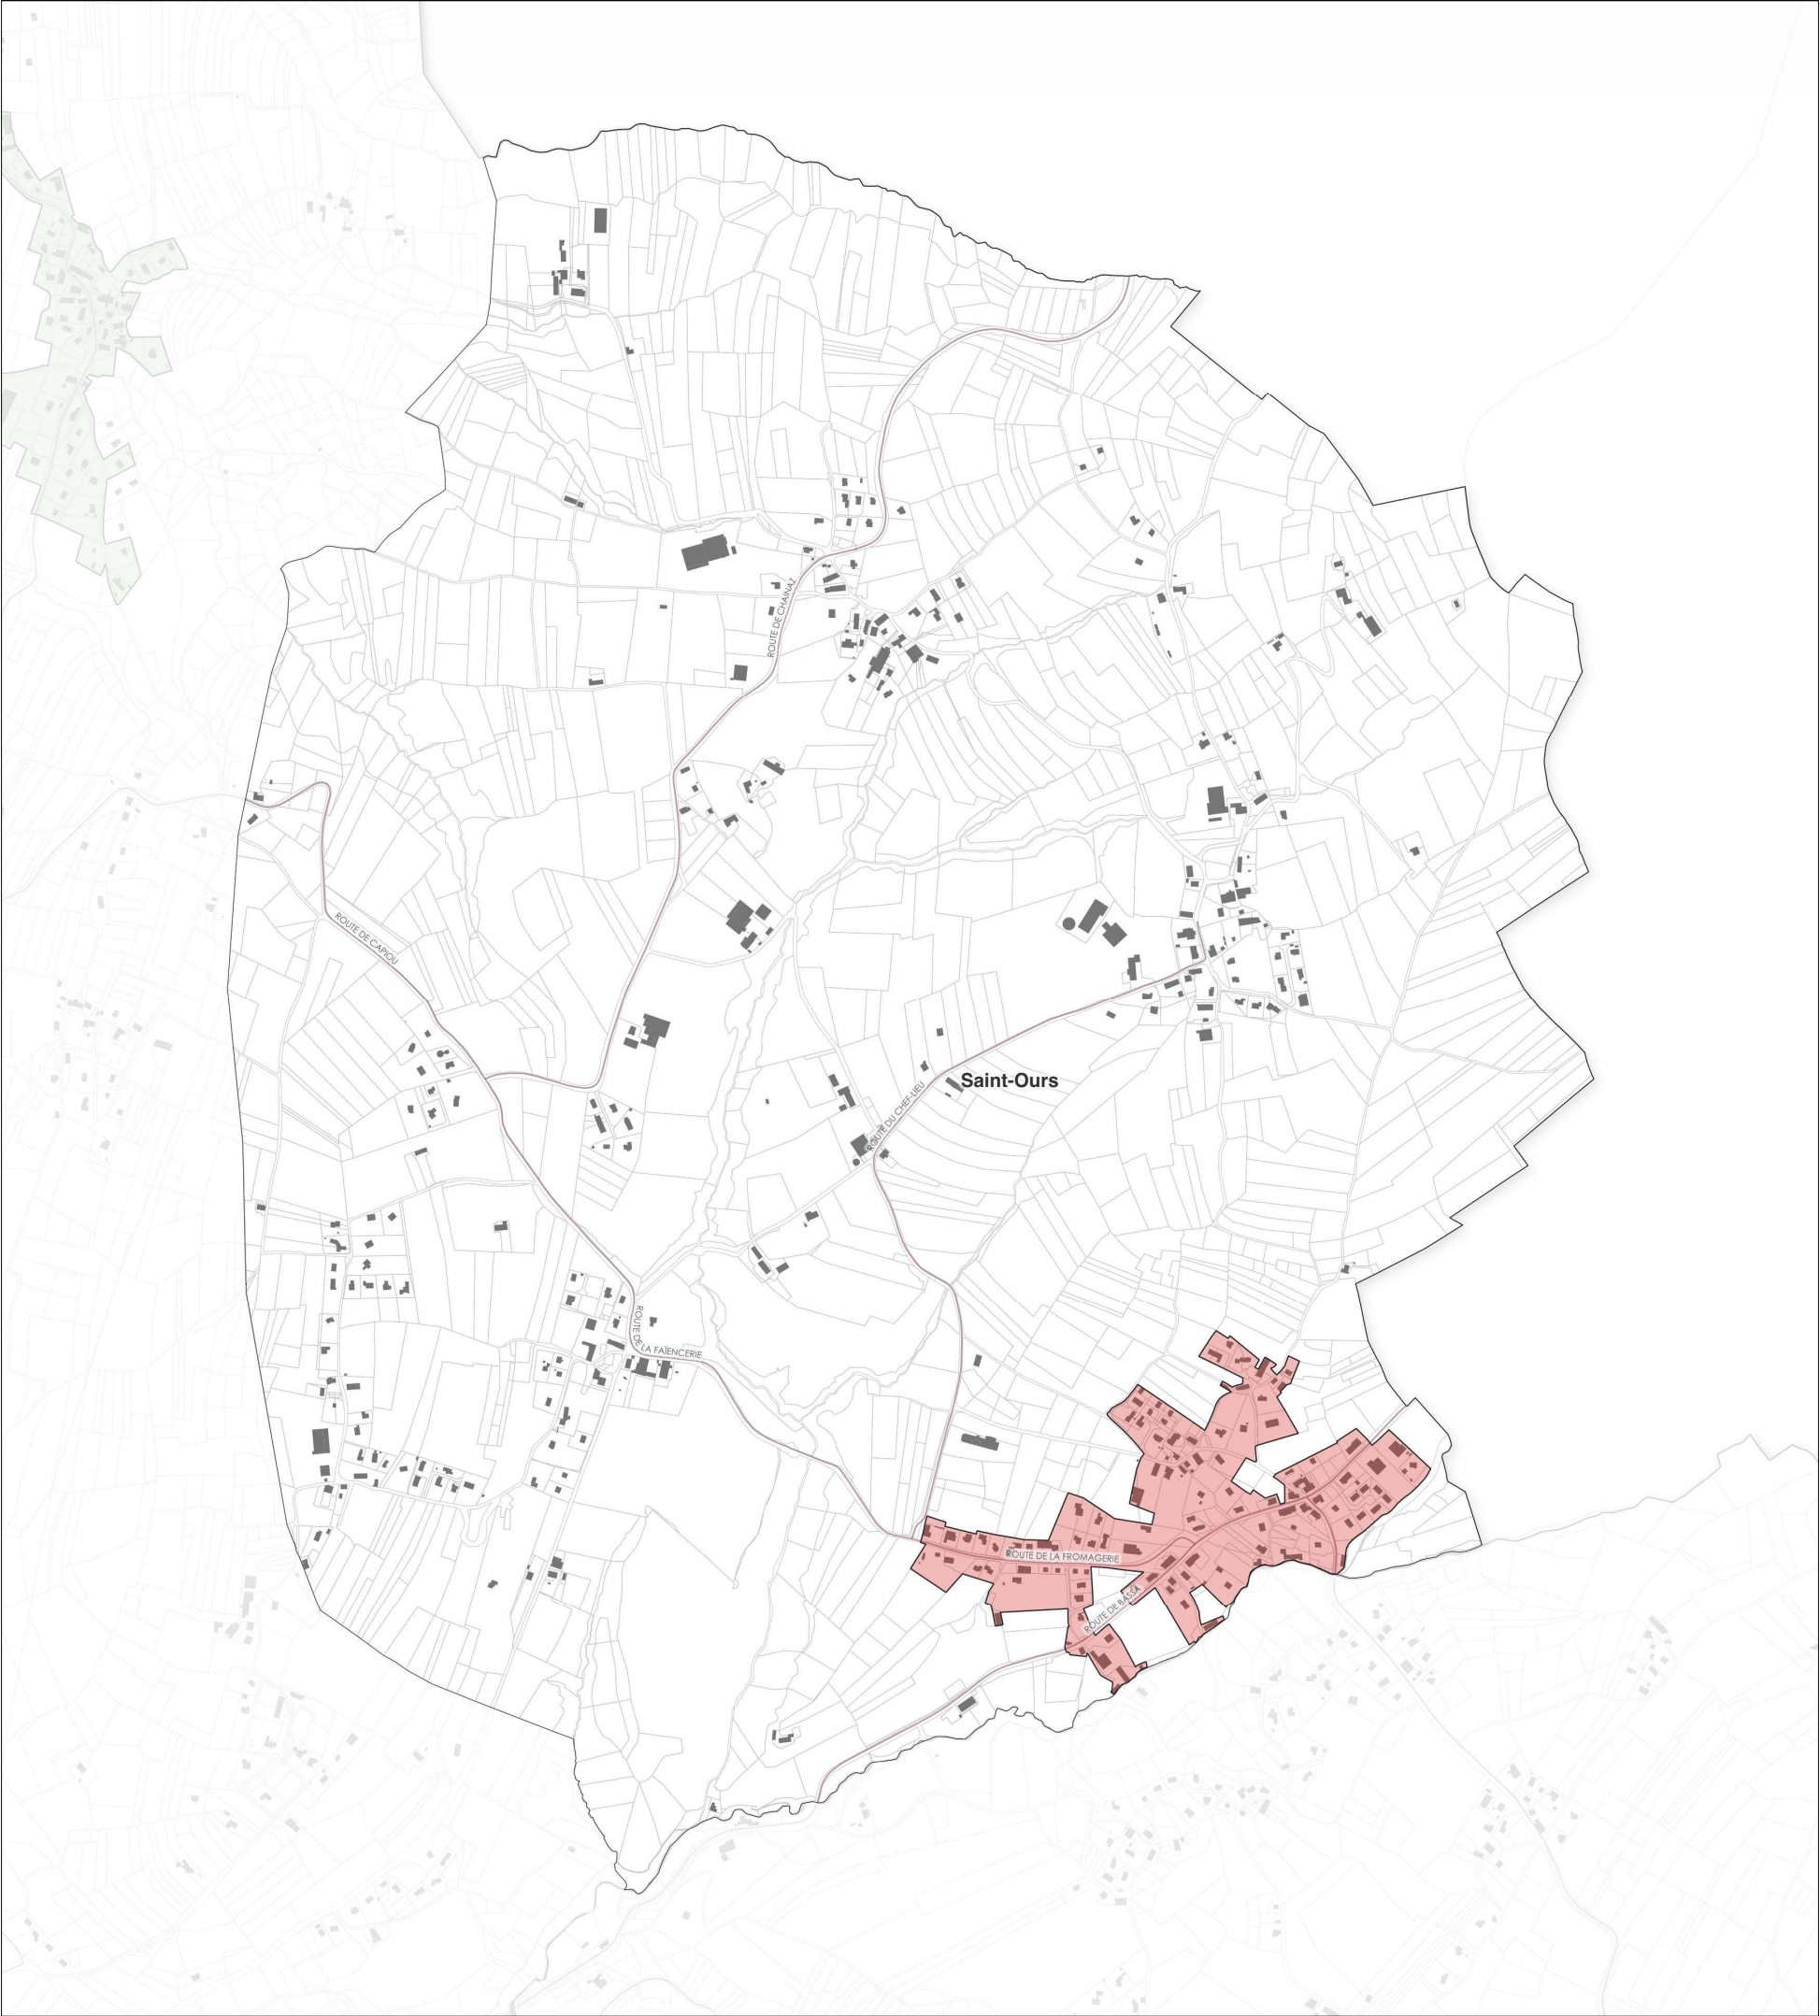 ROUTE DE CHAINAZ
ROUTE DE CAPIOU
Saint-Ours
ROUTE DU CHEF-LIEU
ROUTE DE LA FAÏENCERIE
ROUTE DE LA FROMAGERIE
ROUTE DE BASSA